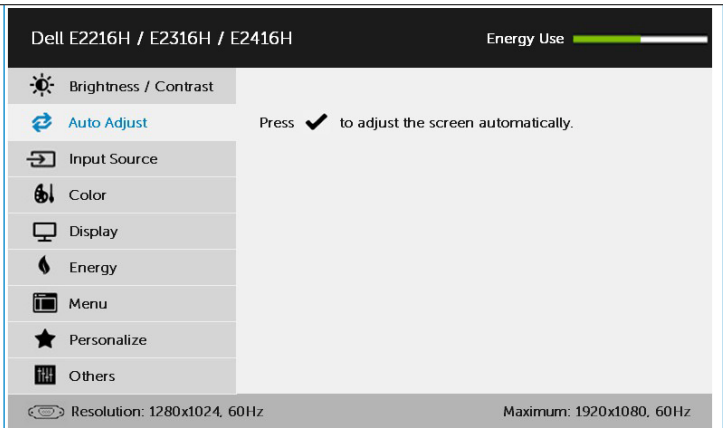 Dell E2216H / E2316H / E2416H
Energy Use
Brightness / Contrast
Auto Adjust
Press ✔ to adjust the screen automatically.
Input Source
Color
Display
Energy
Menu
Personalize
Others
Resolution: 1280x1024, 60Hz
Maximum: 1920x1080, 60Hz